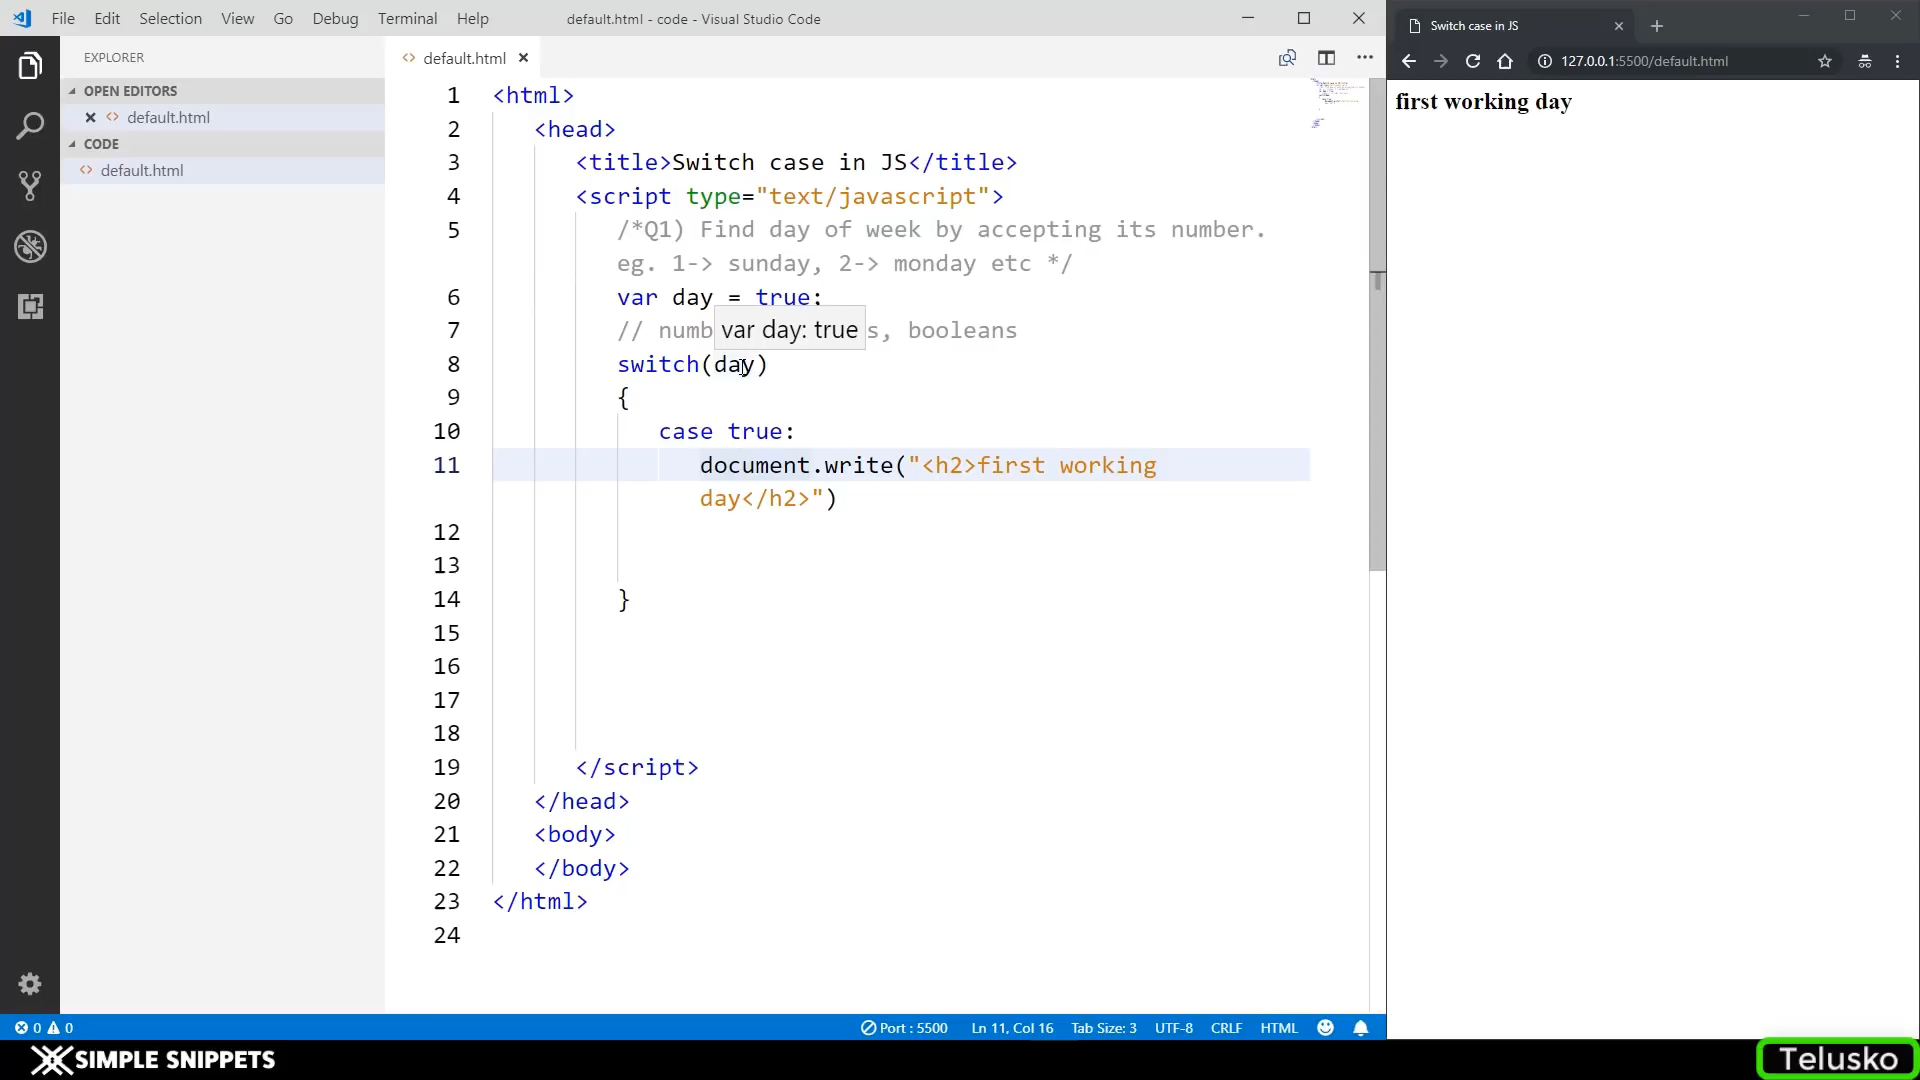 File Edit Selection View Go Debug Terminal Help default.html - code - Visual Studio Code
EXPLORER
OPEN EDITORS
default.html
CODE
default.html
default.html
1 <html>
2 <head>
3 <title>Switch case in JS</title>
4 <script type="text/javascript">
5 /*Q1) Find day of week by accepting its number.
eg. 1-> sunday, 2-> monday etc */
6 var day = true;
7 // numb var day: true s, booleans
8 switch(day)
9 {
10 case true:
11 document.write("<h2>first working
day</h2>")
12
13
14 }
15
16
17
18
19 </script>
20 </head>
21 <body>
22 </body>
23 </html>
24
0 0 Port : 5500 Ln 11, Col 16 Tab Size: 3 UTF-8 CRLF HTML
Switch case in JS
127.0.0.1:5500/default.html
first working day
SIMPLE SNIPPETS
Telusko